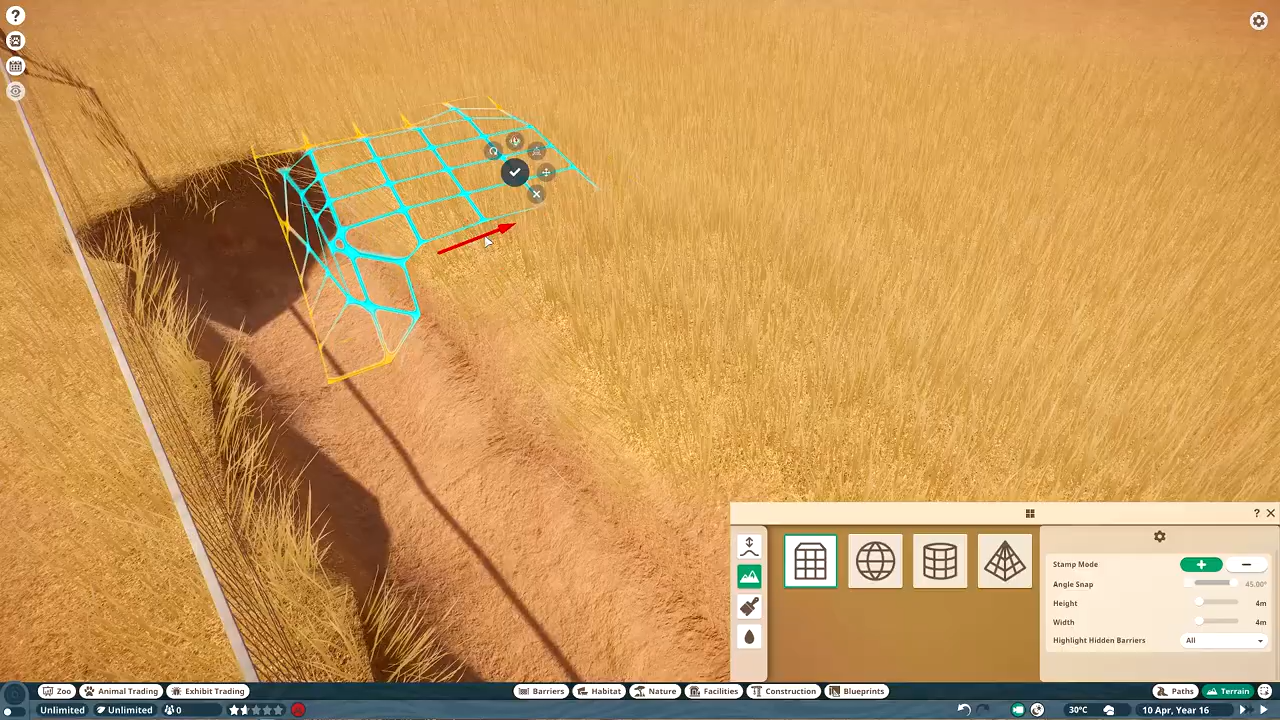 ?
? ×
Stamp Mode + −
Angle Snap 45.00°
Height 4m
Width 4m
Highlight Hidden Barriers All
Zoo Animal Trading Exhibit Trading Barriers Habitat Nature Facilities Construction Blueprints Paths Terrain
Unlimited Unlimited 0 30°C 10 Apr, Year 16